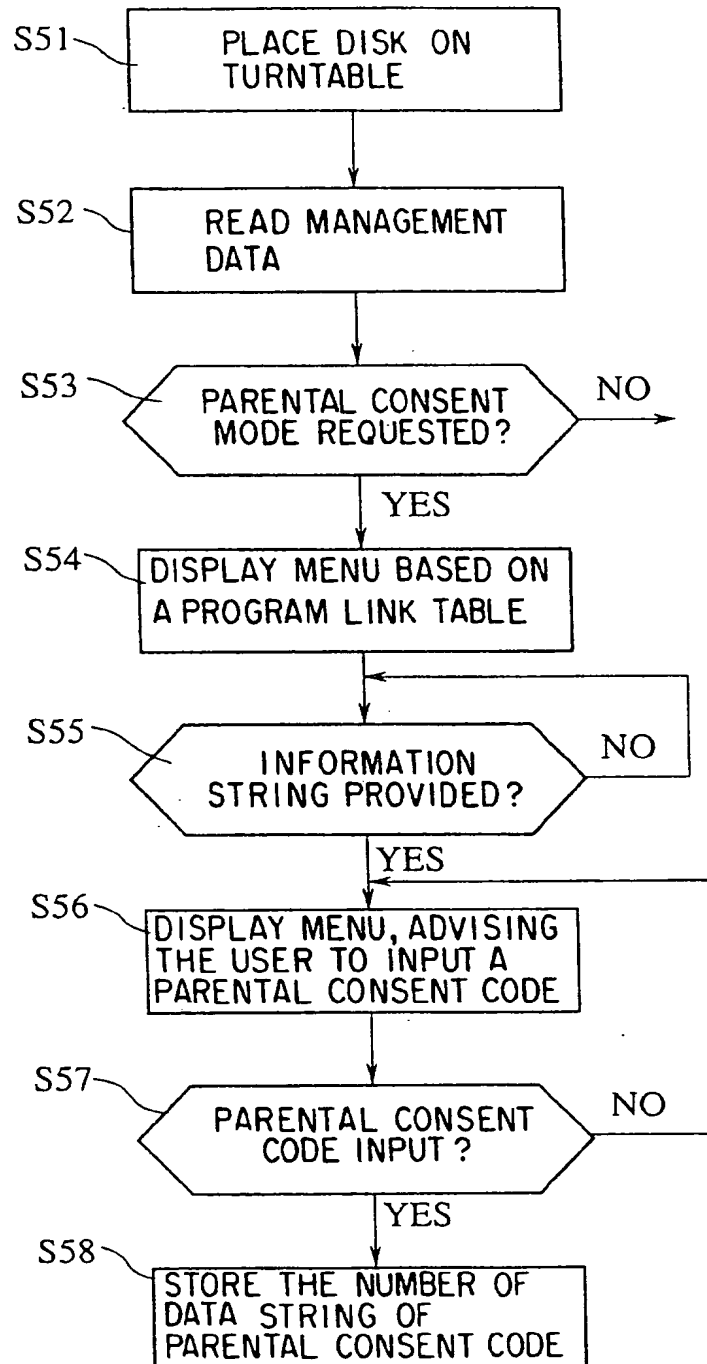 S51
PLACE DISK ON
TURNTABLE
S52
READ MANAGEMENT
DATA
S53
PARENTAL CONSENT
MODE REQUESTED?
NO
YES
S54
DISPLAY MENU BASED ON
A PROGRAM LINK TABLE
S55
INFORMATION
STRING PROVIDED?
NO
YES
S56
DISPLAY MENU, ADVISING
THE USER TO INPUT A
PARENTAL CONSENT CODE
S57
PARENTAL CONSENT
CODE INPUT?
NO
YES
S58
STORE THE NUMBER OF
DATA STRING OF
PARENTAL CONSENT CODE